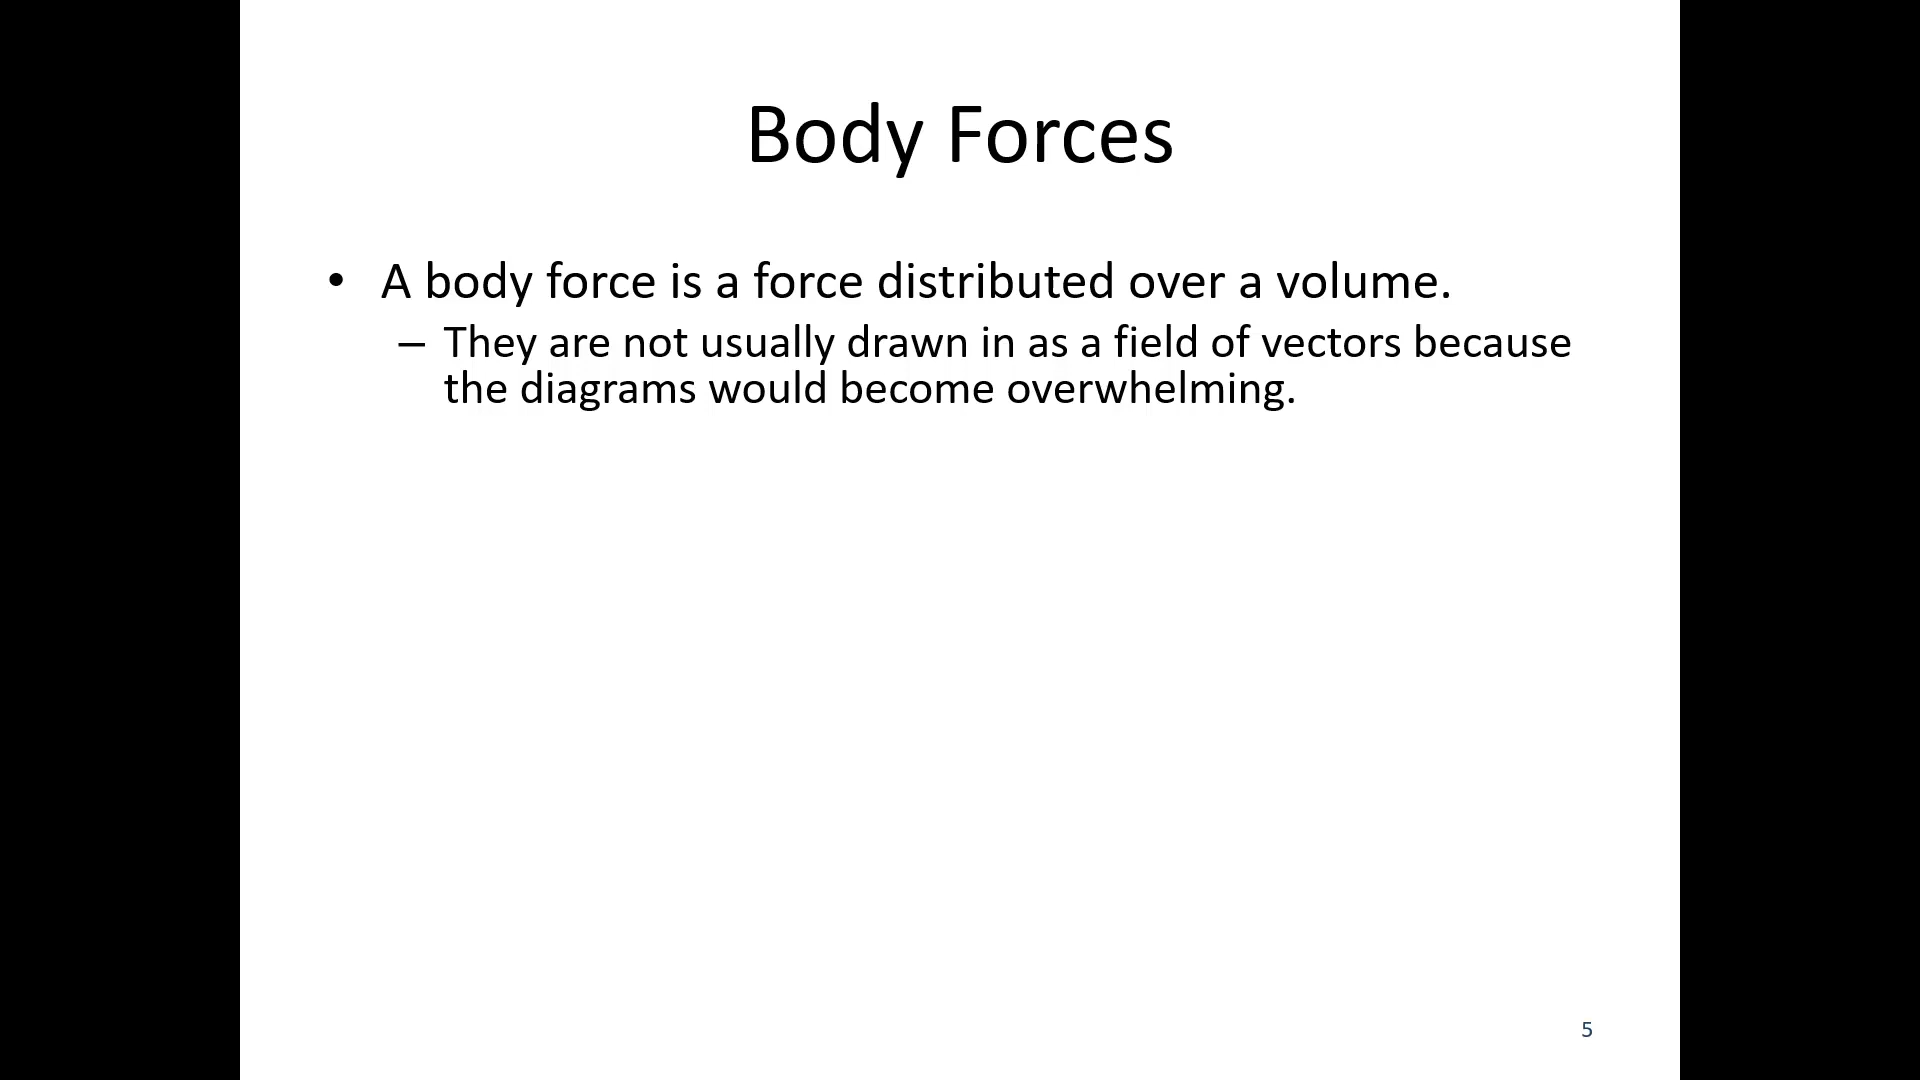 Body Forces
• A body force is a force distributed over a volume.
– They are not usually drawn in as a field of vectors because
the diagrams would become overwhelming.
5